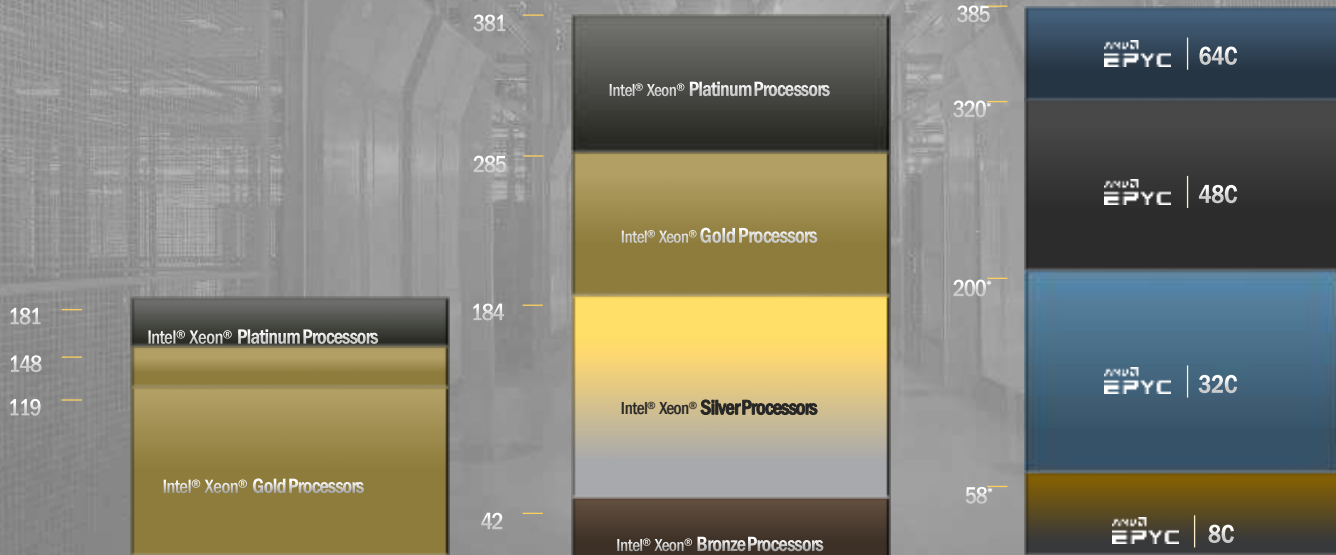 181
148
119
Intel® Xeon® Platinum Processors
Intel® Xeon® Gold Processors
381
285
184
42
Intel® Xeon® Platinum Processors
Intel® Xeon® Gold Processors
Intel® Xeon® Silver Processors
Intel® Xeon® Bronze Processors
385
320*
200*
58*
AMD EPYC | 64C
AMD EPYC | 48C
AMD EPYC | 32C
AMD EPYC | 8C